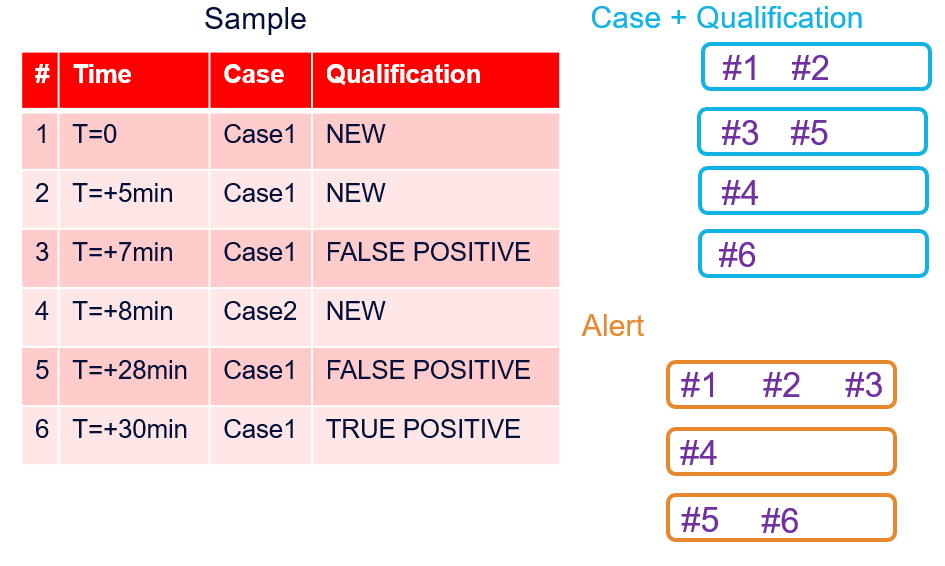 Sample
# Time Case Qualification
1 T=0 Case1 NEW
2 T=+5min Case1 NEW
3 T=+7min Case1 FALSE POSITIVE
4 T=+8min Case2 NEW
5 T=+28min Case1 FALSE POSITIVE
6 T=+30min Case1 TRUE POSITIVE
Case + Qualification
#1 #2
#3 #5
#4
#6
Alert
#1 #2 #3
#4
#5 #6